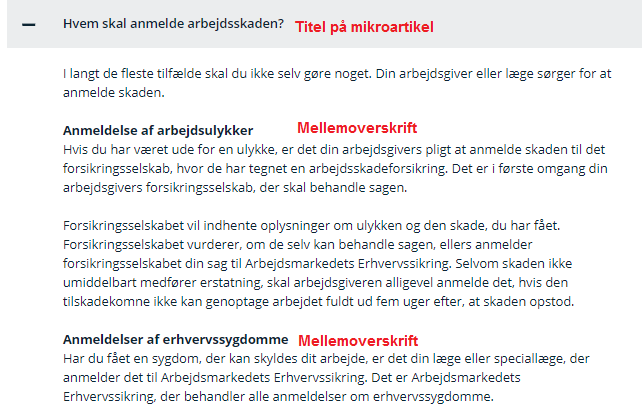 Hvem skal anmelde arbejdsskaden? Titel på mikroartikel
I langt de fleste tilfælde skal du ikke selv gøre noget. Din arbejdsgiver eller læge sørger for at
anmelde skaden.
Anmeldelse af arbejdsulykker Mellemoverskrift
Hvis du har været ude for en ulykke, er det din arbejdsgivers pligt at anmelde skaden til det
forsikringsselskab, hvor de har tegnet en arbejdsskadeforsikring. Det er i første omgang din
arbejdsgivers forsikringsselskab, der skal behandle sagen.
Forsikringsselskabet vil indhente oplysninger om ulykken og den skade, du har fået.
Forsikringsselskabet vurderer, om de selv kan behandle sagen, ellers anmelder
forsikringsselskabet din sag til Arbejdsmarkedets Erhvervssikring. Selvom skaden ikke
umiddelbart medfører erstatning, skal arbejdsgiveren alligevel anmelde det, hvis den
tilskadekomne ikke kan genoptage arbejdet fuldt ud fem uger efter, at skaden opstod.
Anmeldelser af erhvervssygdomme Mellemoverskrift
Har du fået en sygdom, der kan skyldes dit arbejde, er det din læge eller speciallæge, der
anmelder det til Arbejdsmarkedets Erhvervssikring. Det er Arbejdsmarkedets
Erhvervssikring, der behandler alle anmeldelser om erhvervssygdomme.